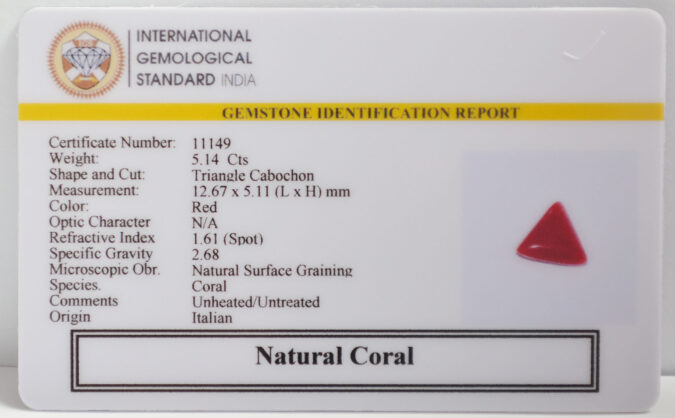 INTERNATIONAL
GEMOLOGICAL
STANDARD INDIA
GEMSTONE IDENTIFICATION REPORT
Certificate Number: 11149
Weight: 5.14 Cts
Shape and Cut: Triangle Cabochon
Measurement: 12.67 x 5.11 (L x H) mm
Color: Red
Optic Character N/A
Refractive Index 1.61 (Spot)
Specific Gravity 2.68
Microscopic Obr. Natural Surface Graining
Species. Coral
Comments Unheated/Untreated
Origin Italian
Natural Coral